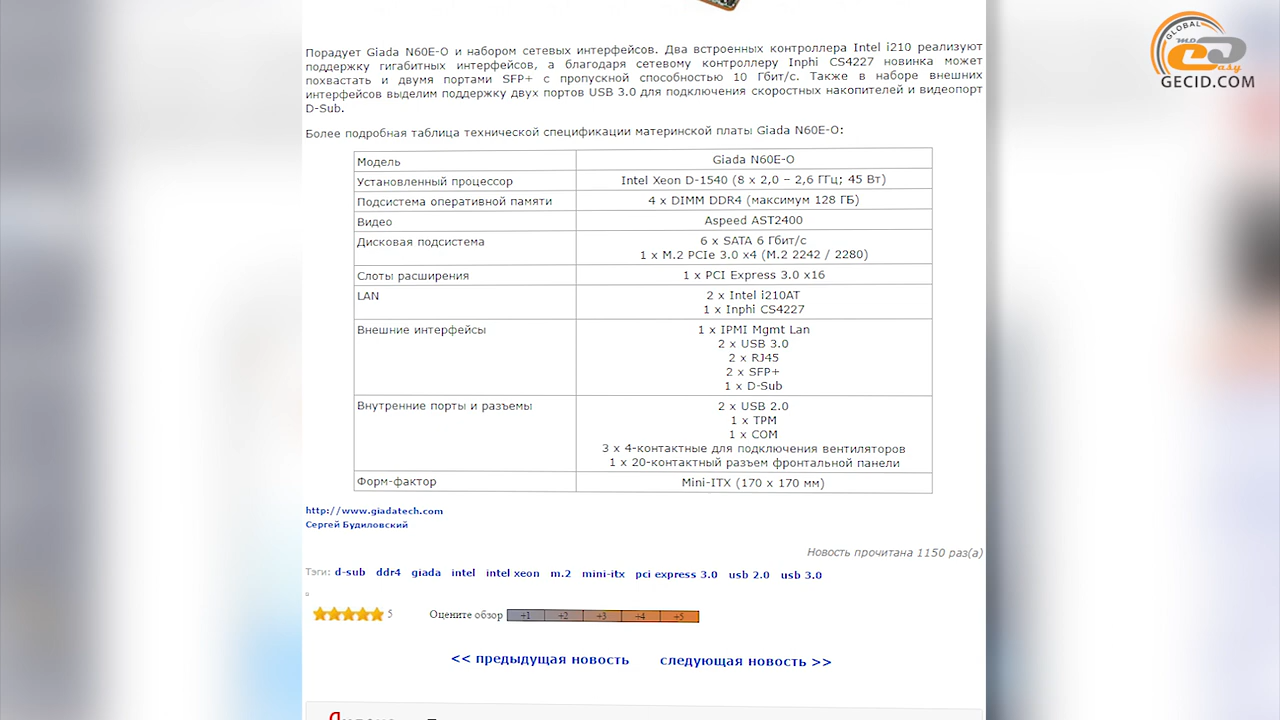 GLOBAL
easy
GECID.COM
Порадует Giada N60E-O и набором сетевых интерфейсов. Два встроенных контроллера Intel i210 реализуют
поддержку гигабитных интерфейсов, а благодаря сетевому контроллеру Inphi CS4227 новинка может
похвастать и двумя портами SFP+ с пропускной способностью 10 Гбит/с. Также в наборе внешних
интерфейсов выделим поддержку двух портов USB 3.0 для подключения скоростных накопителей и видеопорт
D-Sub.
Более подробная таблица технической спецификации материнской платы Giada N60E-O:
Модель Giada N60E-O
Установленный процессор Intel Xeon D-1540 (8 x 2,0 – 2,6 ГГц; 45 Вт)
Подсистема оперативной памяти 4 x DIMM DDR4 (максимум 128 ГБ)
Видео Aspeed AST2400
Дисковая подсистема 6 x SATA 6 Гбит/с
1 x M.2 PCIe 3.0 x4 (M.2 2242 / 2280)
Слоты расширения 1 x PCI Express 3.0 x16
LAN 2 x Intel i210AT
1 x Inphi CS4227
Внешние интерфейсы 1 x IPMI Mgmt Lan
2 x USB 3.0
2 x RJ45
2 x SFP+
1 x D-Sub
Внутренние порты и разъемы 2 x USB 2.0
1 x TPM
1 x COM
3 x 4-контактные для подключения вентиляторов
1 x 20-контактный разъем фронтальной панели
Форм-фактор Mini-ITX (170 x 170 мм)
http://www.giadatech.com
Сергей Будиловский
Новость прочитана 1150 раз(а)
Тэги: d-sub ddr4 giada intel intel xeon m.2 mini-itx pci express 3.0 usb 2.0 usb 3.0
5 Оцените обзор +1 +2 +3 +4 +5
<< предыдущая новость следующая новость >>